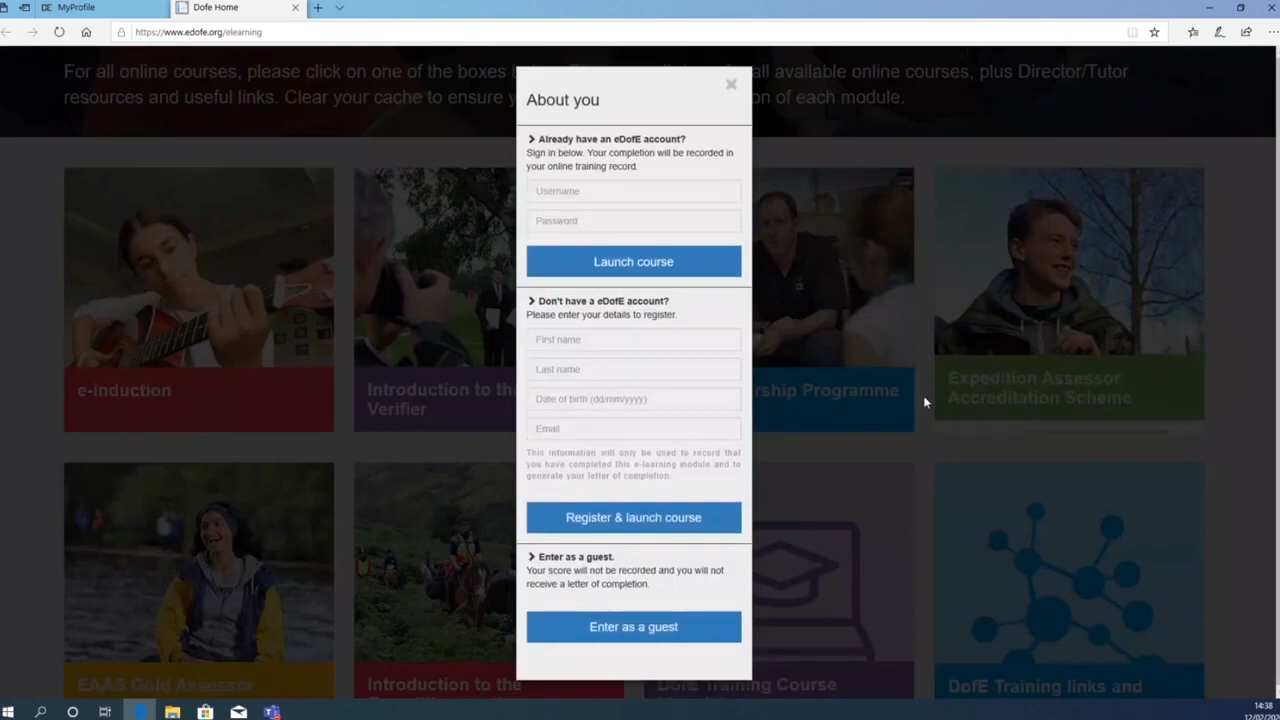 MyProfile
Dofe Home
https://www.edofe.org/elearning
For all online courses, please click on one of the boxes
all available online courses, plus Director/Tutor
resources and useful links. Clear your cache to ensure
on of each module.
About you
Already have an eDofE account?
Sign in below. Your completion will be recorded in
your online training record.
Username
Password
Launch course
Don't have a eDofE account?
Please enter your details to register.
First name
Last name
Date of birth (dd/mm/yyyy)
Email
This information will only be used to record that
you have completed this e-learning module and to
generate your letter of completion.
Register & launch course
Enter as a guest.
Your score will not be recorded and you will not
receive a letter of completion.
Enter as a guest
e-induction
Introduction to th
Verifier
rship Programme
Expedition Assessor
Accreditation Scheme
EAAS Gold Assessor
Introduction to the
DofE Training Course
DofE Training links and
14:38
12/02/20